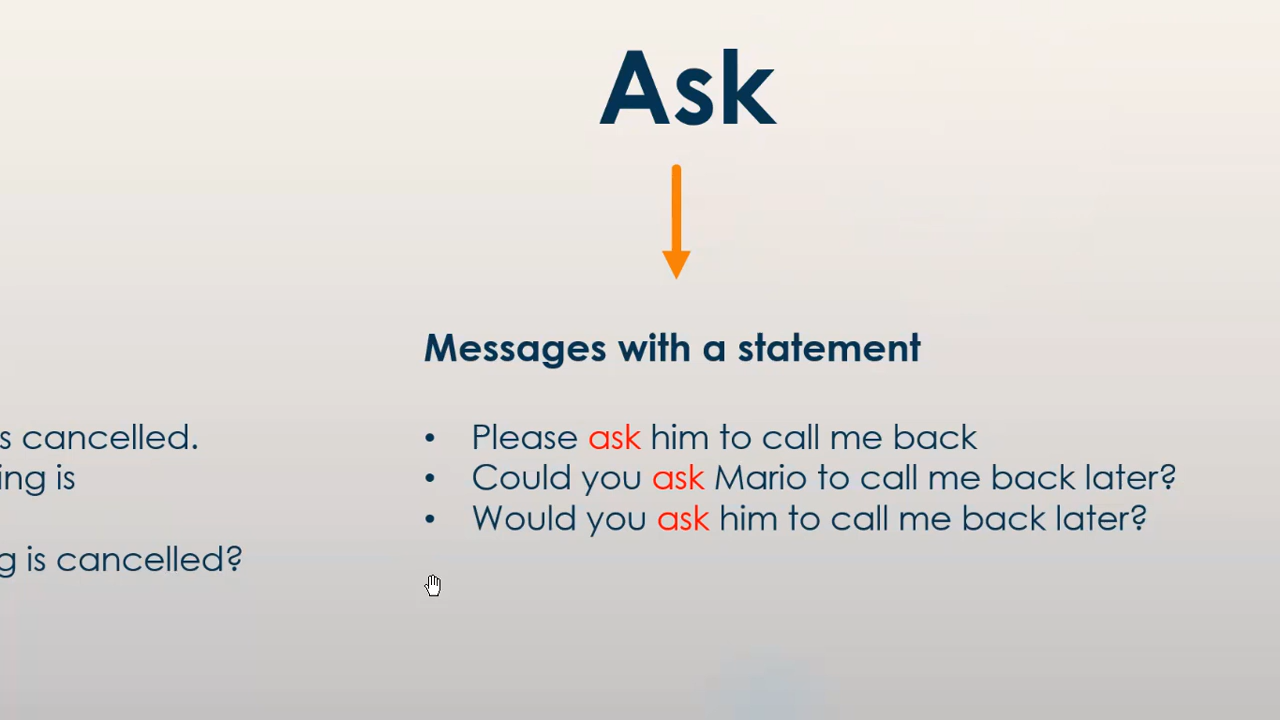 Ask
Messages with a statement
s cancelled.
ing is
g is cancelled?
• Please ask him to call me back
• Could you ask Mario to call me back later?
• Would you ask him to call me back later?